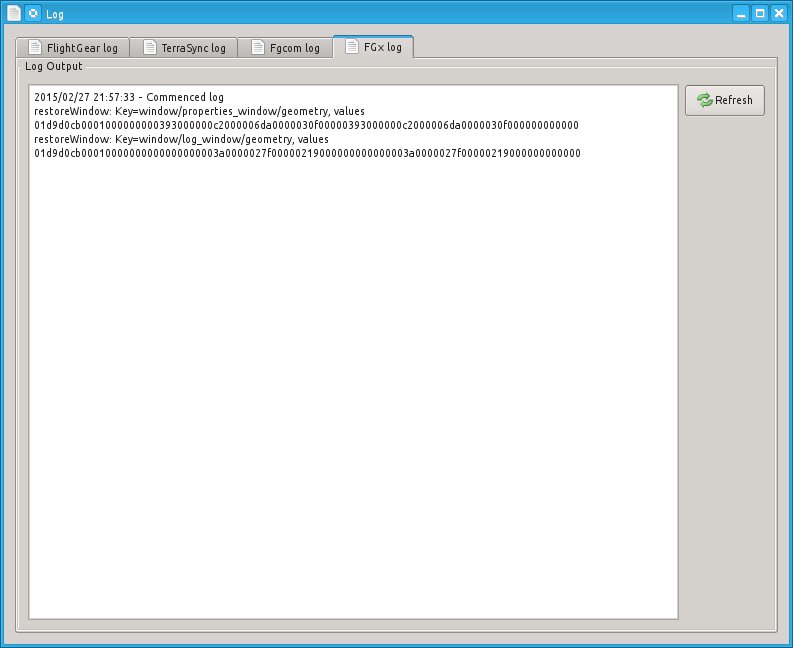 Log
FlightGear log
TerraSync log
Fgcom log
FGx log
Log Output
2015/02/27 21:57:33 - Commenced log
restoreWindow: Key=window/properties_window/geometry, values
01d9d0cb0001000000000393000000c2000006da0000030f00000393000000c2000006da0000030f000000000000
restoreWindow: Key=window/log_window/geometry, values
01d9d0cb00010000000000000000003a0000027f00000219000000000000003a0000027f00000219000000000000
Refresh